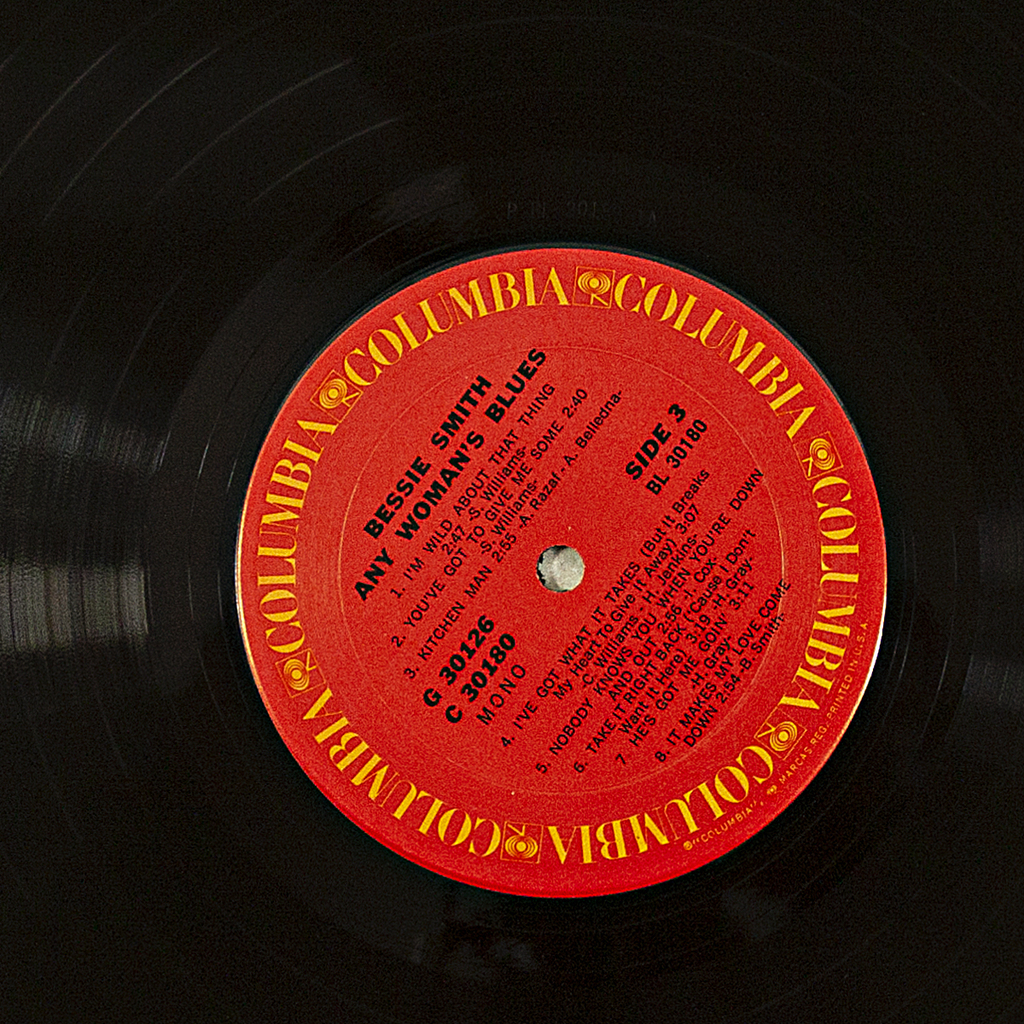 COLUMBIA COLUMBIA COLUMBIA COLUMBIA COLUMBIA COLUMBIA
BESSIE SMITH
ANY WOMAN'S BLUES
1. I'M WILD ABOUT THAT THING
2:47 -S. Williams-
2. YOU'VE GOT TO GIVE ME SOME 2:40
S. Williams-
3. KITCHEN MAN 2:55 -A. Razaf- A. Belledna-
G 30126
C 30180
MONO
SIDE 3
BL 30180
4. I'VE GOT WHAT IT TAKES (But It Breaks
My Heart To Give It Away) 3:07
C. Williams - H. Jenkins-
5. NOBODY KNOWS YOU WHEN YOU'RE DOWN
AND OUT 2:56 -J. Cox-
6. TAKE IT RIGHT BACK ('Cause I Don't
Want It Here) 3:19 -H. Gray-
7. HE'S GOT ME GOIN' 3:11
-H. Gray-
8. IT MAKES MY LOVE COME
DOWN 2:54 -B. Smith-
"COLUMBIA", MARCAS REG. PRINTED IN U.S.A.